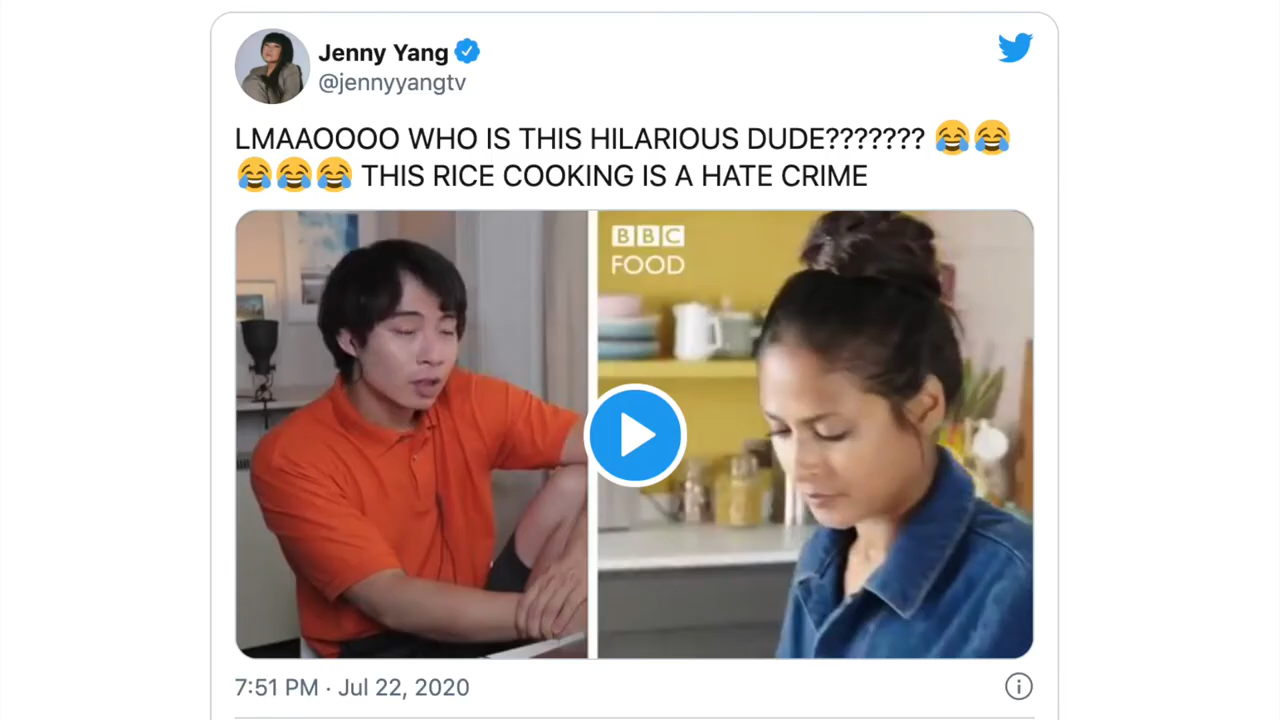 Jenny Yang
@jennyyangtv
LMAAOOOO WHO IS THIS HILARIOUS DUDE??????? 😂😂
😂😂😂 THIS RICE COOKING IS A HATE CRIME
BBC
FOOD
7:51 PM · Jul 22, 2020